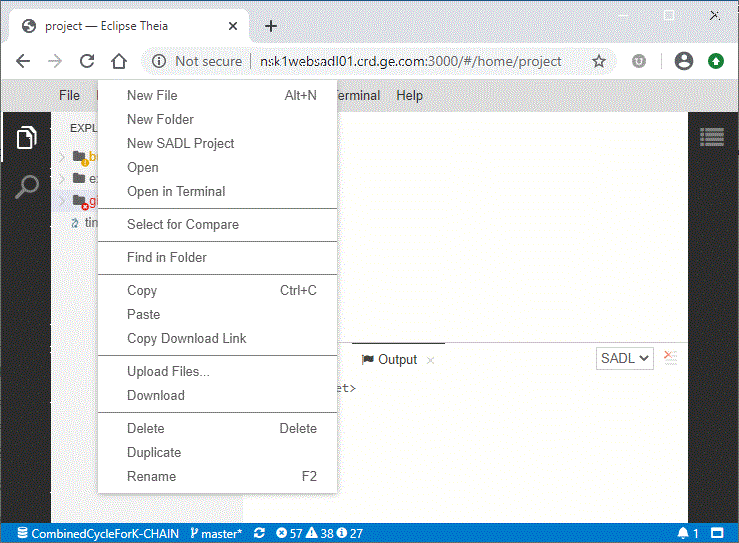 project — Eclipse Theia
Not secure nsk1websadl01.crd.ge.com:3000/#/home/project
File Terminal Help
EXPL
New File Alt+N
New Folder
New SADL Project
Open
Open in Terminal
Select for Compare
Find in Folder
Copy Ctrl+C
Paste
Copy Download Link
Upload Files...
Download
Delete Delete
Duplicate
Rename F2
b
ex
g
tin
Output SADL
et>
CombinedCycleForK-CHAIN master* 57 38 27 1